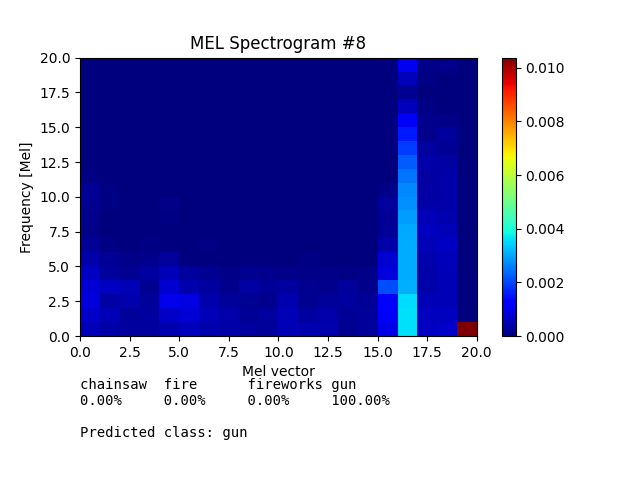 MEL Spectrogram #8
Frequency [Mel]
20.0
17.5
15.0
12.5
10.0
7.5
5.0
2.5
0.0
0.0 2.5 5.0 7.5 10.0 12.5 15.0 17.5 20.0
Mel vector
0.010
0.008
0.006
0.004
0.002
0.000
chainsaw fire fireworks gun
0.00% 0.00% 0.00% 100.00%
Predicted class: gun